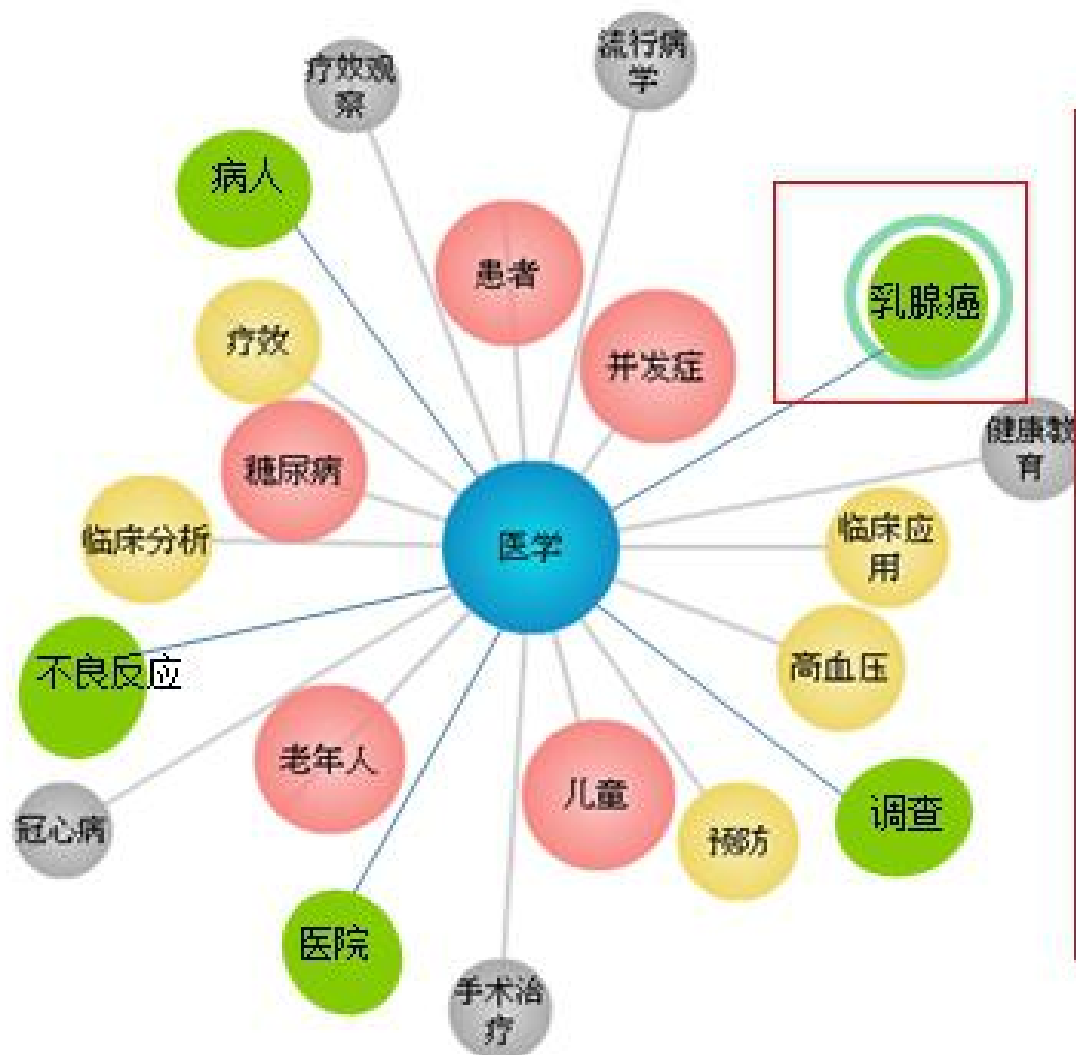 疗效观
察
流行病
学
病人
患者
乳腺癌
疗效
并发症
健康教
育
糖尿病
临床分析
医学
临床应
用
不良反应
高血压
老年人
儿童
调查
冠心病
预防
医院
手术治
疗